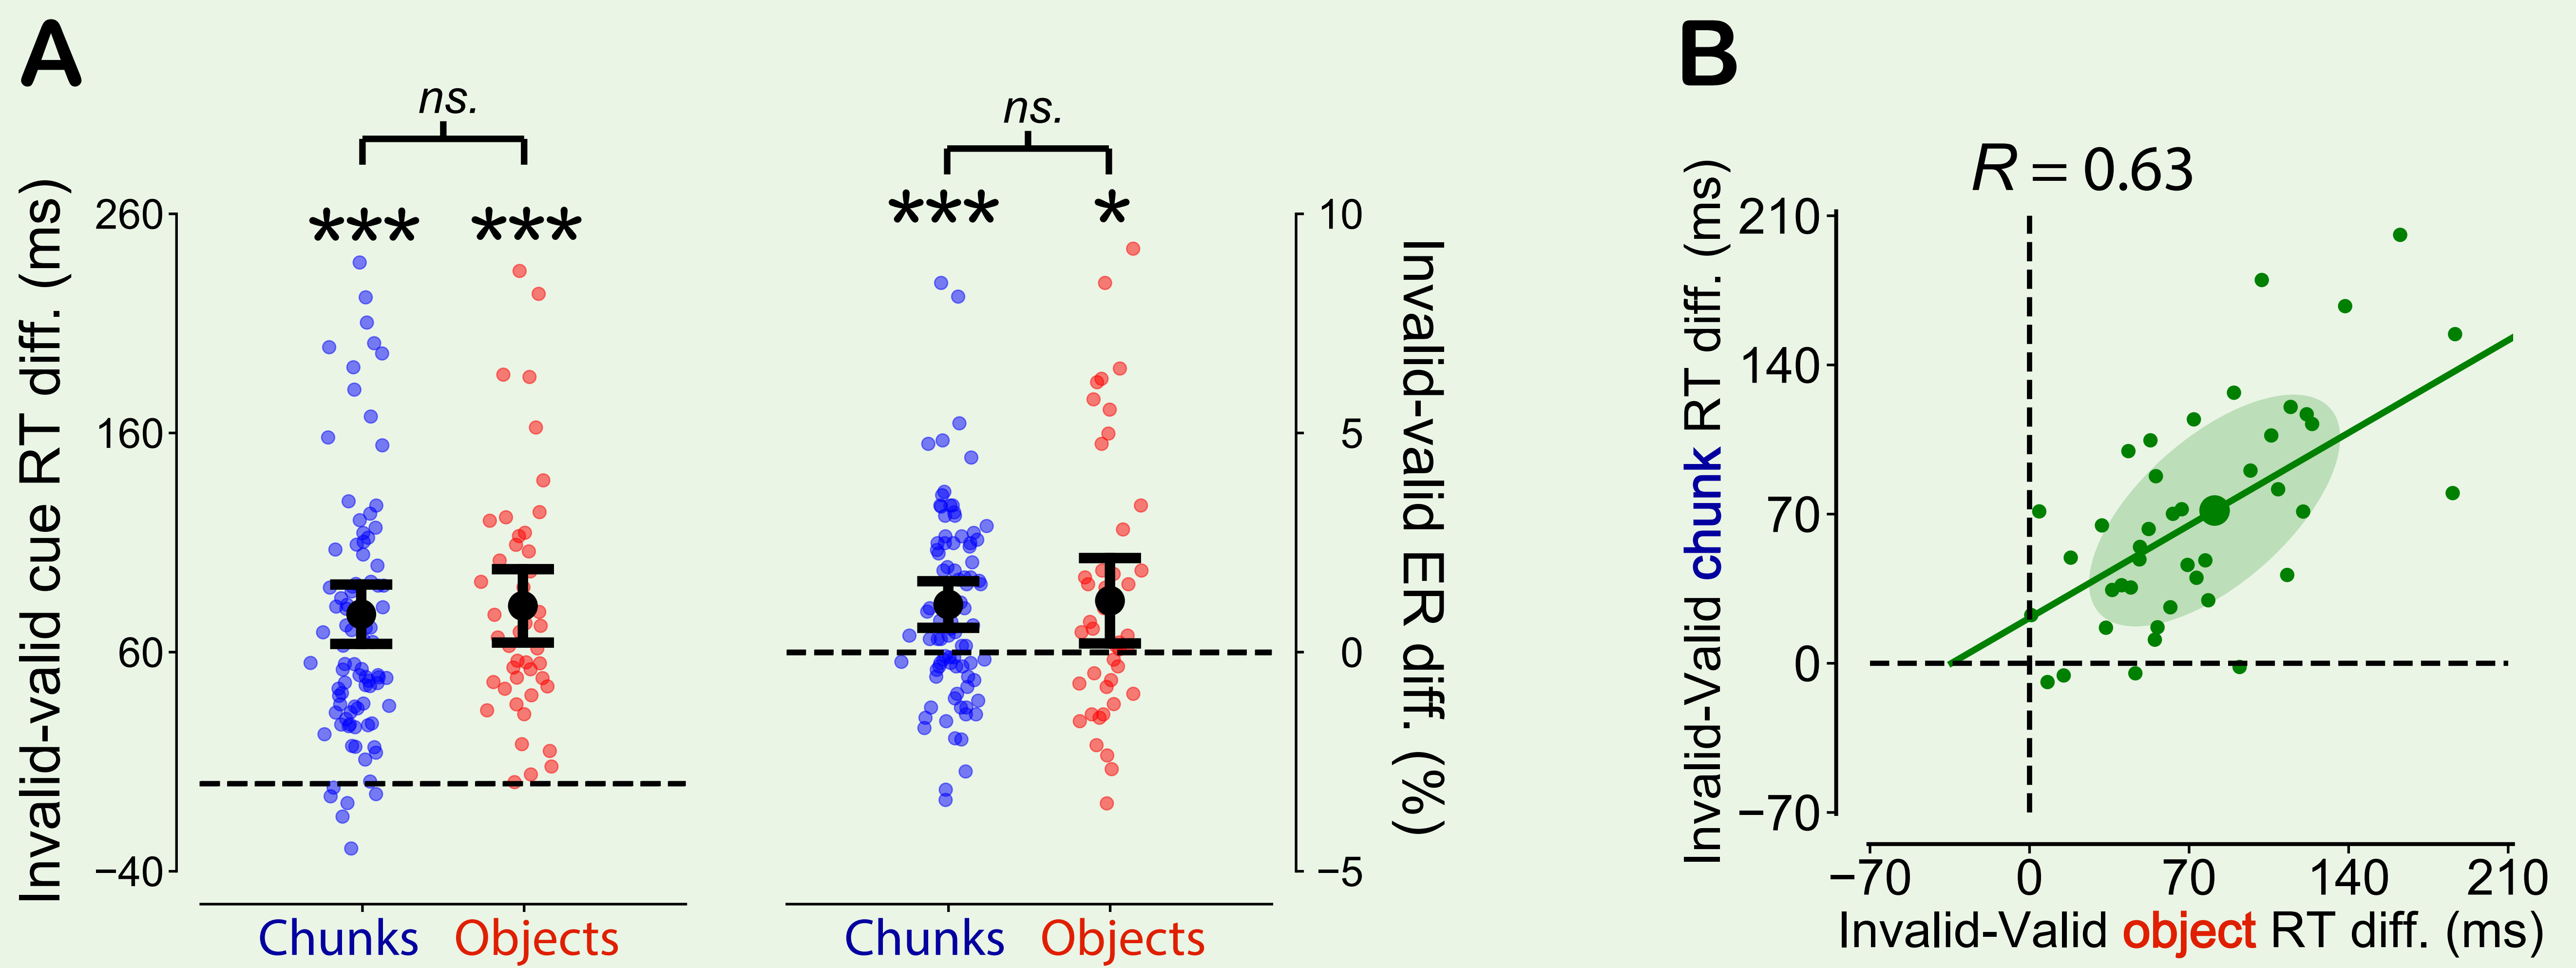 A
ns.
***
***
Invalid-valid cue RT diff. (ms)
260
160
60
−40
Chunks
Objects
ns.
***
*
10
5
0
−5
Invalid-valid ER diff. (%)
Chunks
Objects
B
R = 0.63
Invalid-Valid chunk RT diff. (ms)
210
140
70
0
−70
−70
0
70
140
210
Invalid-Valid object RT diff. (ms)